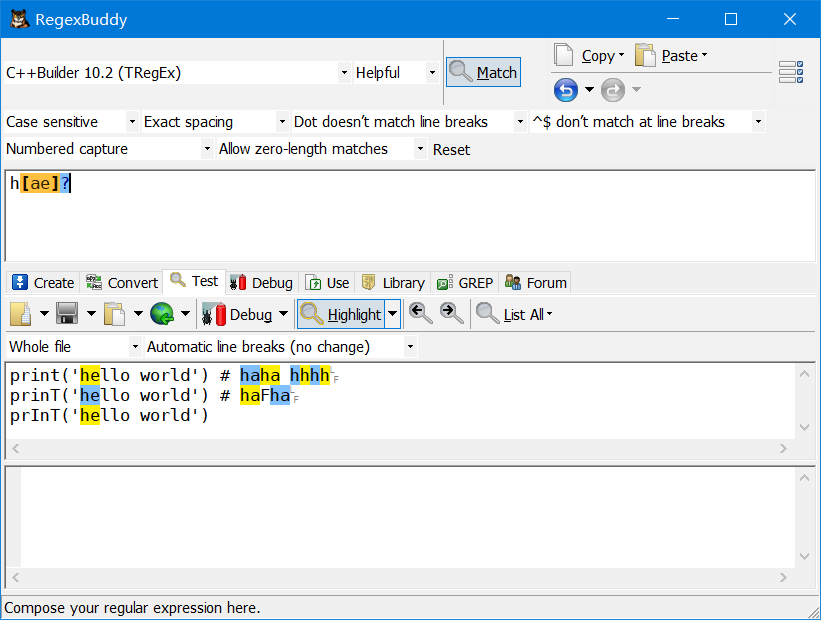 RegexBuddy
C++Builder 10.2 (TRegEx) Helpful Match Copy Paste
Case sensitive Exact spacing Dot doesn't match line breaks ^$ don't match at line breaks
Numbered capture Allow zero-length matches Reset
h[ae]?
Create Convert Test Debug Use Library GREP Forum
Debug Highlight List All
Whole file Automatic line breaks (no change)
print('hello world') # haha hhhh
prinT('hello world') # haFha
prInT('hello world')
Compose your regular expression here.